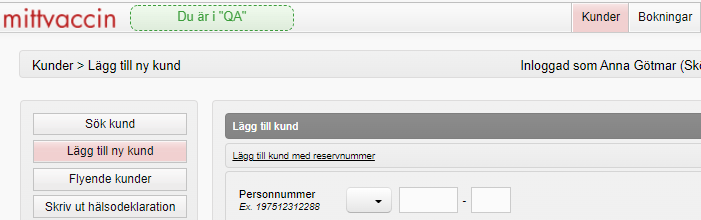 mittvaccin
Du är i "QA"
Kunder
Bokningar
Kunder > Lägg till ny kund
Inloggad som Anna Götmar (Skö
Sök kund
Lägg till ny kund
Flyende kunder
Skriv ut hälsodeklaration
Lägg till kund
Lägg till kund med reservnummer
Personnummer
-
Ex. 197512312288